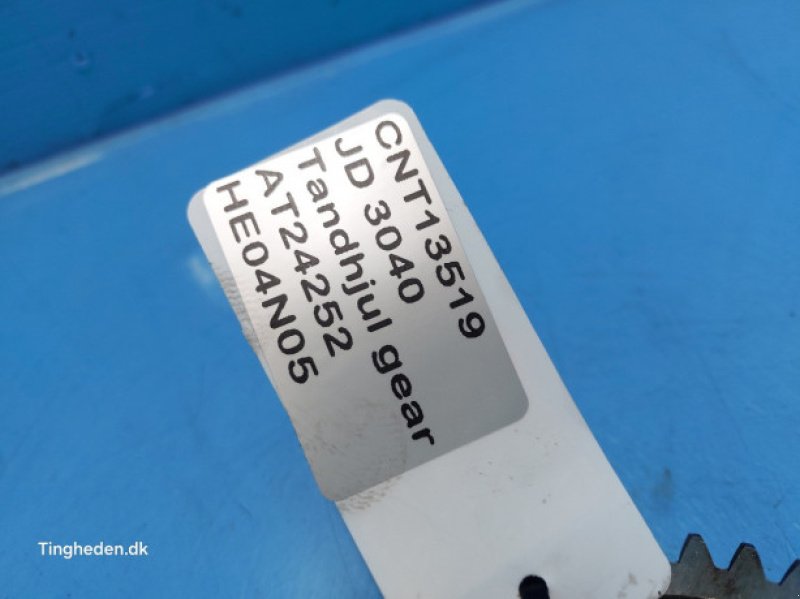 CNT13519
JD 3040
Tandhjul gear
AT24252
HE04N05
Tingheden.dk